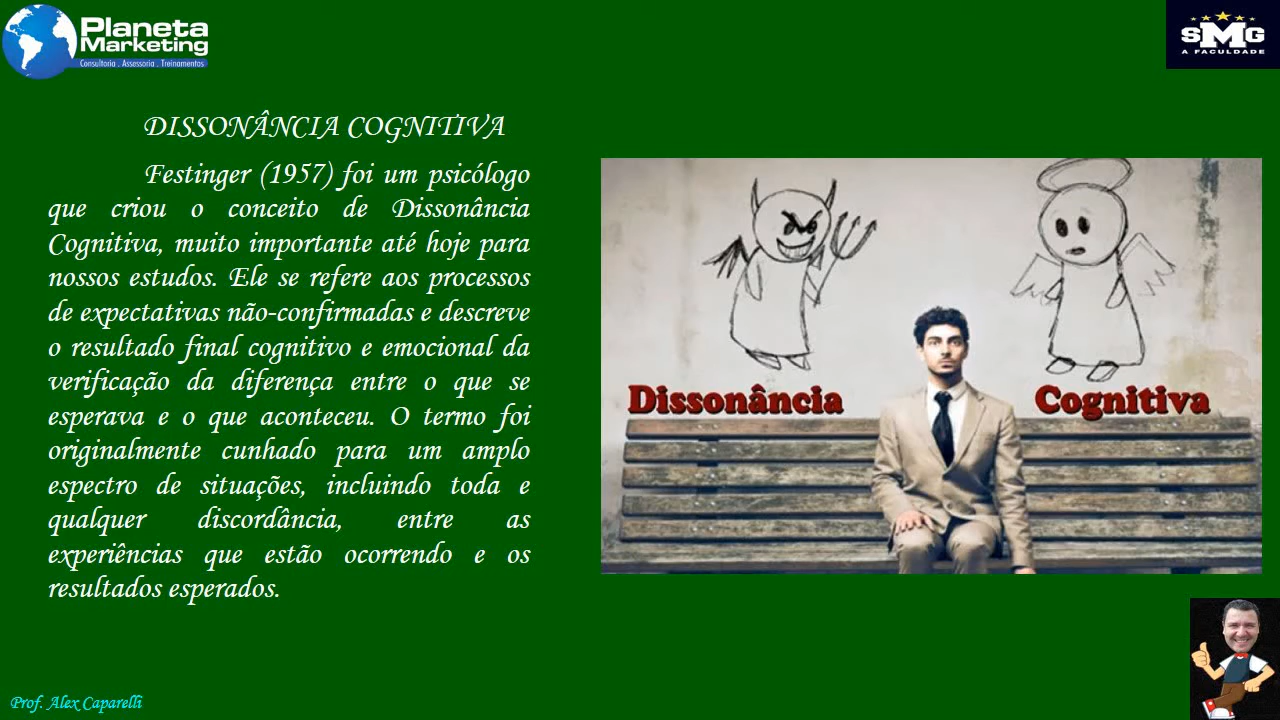 Planeta
Marketing
Consultoria . Assessoria . Treinamentos
SMG
A FACULDADE
DISSONÂNCIA COGNITIVA
Festinger (1957) foi um psicólogo
que criou o conceito de Dissonância
Cognitiva, muito importante até hoje para
nossos estudos. Ele se refere aos processos
de expectativas não-confirmadas e descreve
o resultado final cognitivo e emocional da
verificação da diferença entre o que se
esperava e o que aconteceu. O termo foi
originalmente cunhado para um amplo
espectro de situações, incluindo toda e
qualquer discordância, entre as
experiências que estão ocorrendo e os
resultados esperados.
Dissonância
Cognitiva
Prof. Alex Caparelli